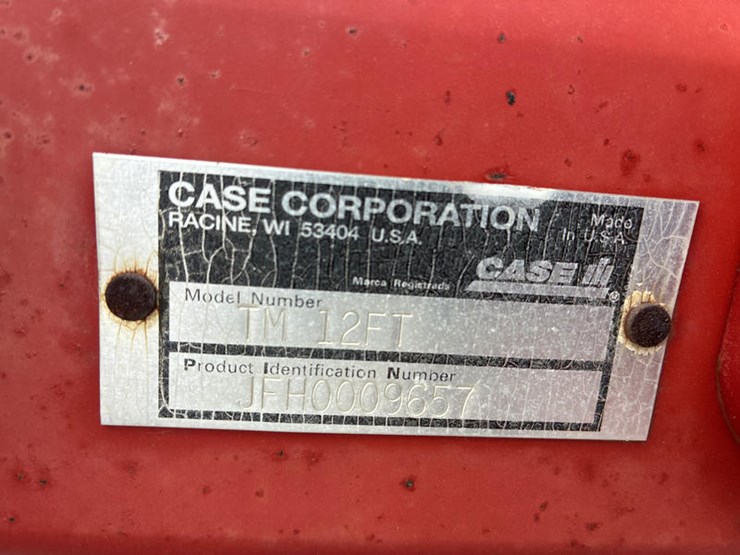 CASE CORPORATION
RACINE, WI 53404 U.S.A.
Made
In U.S.A.
Marca Registrada
CASE IH
®
Model Number
TM 12FT
Product Identification Number
JFH0009657